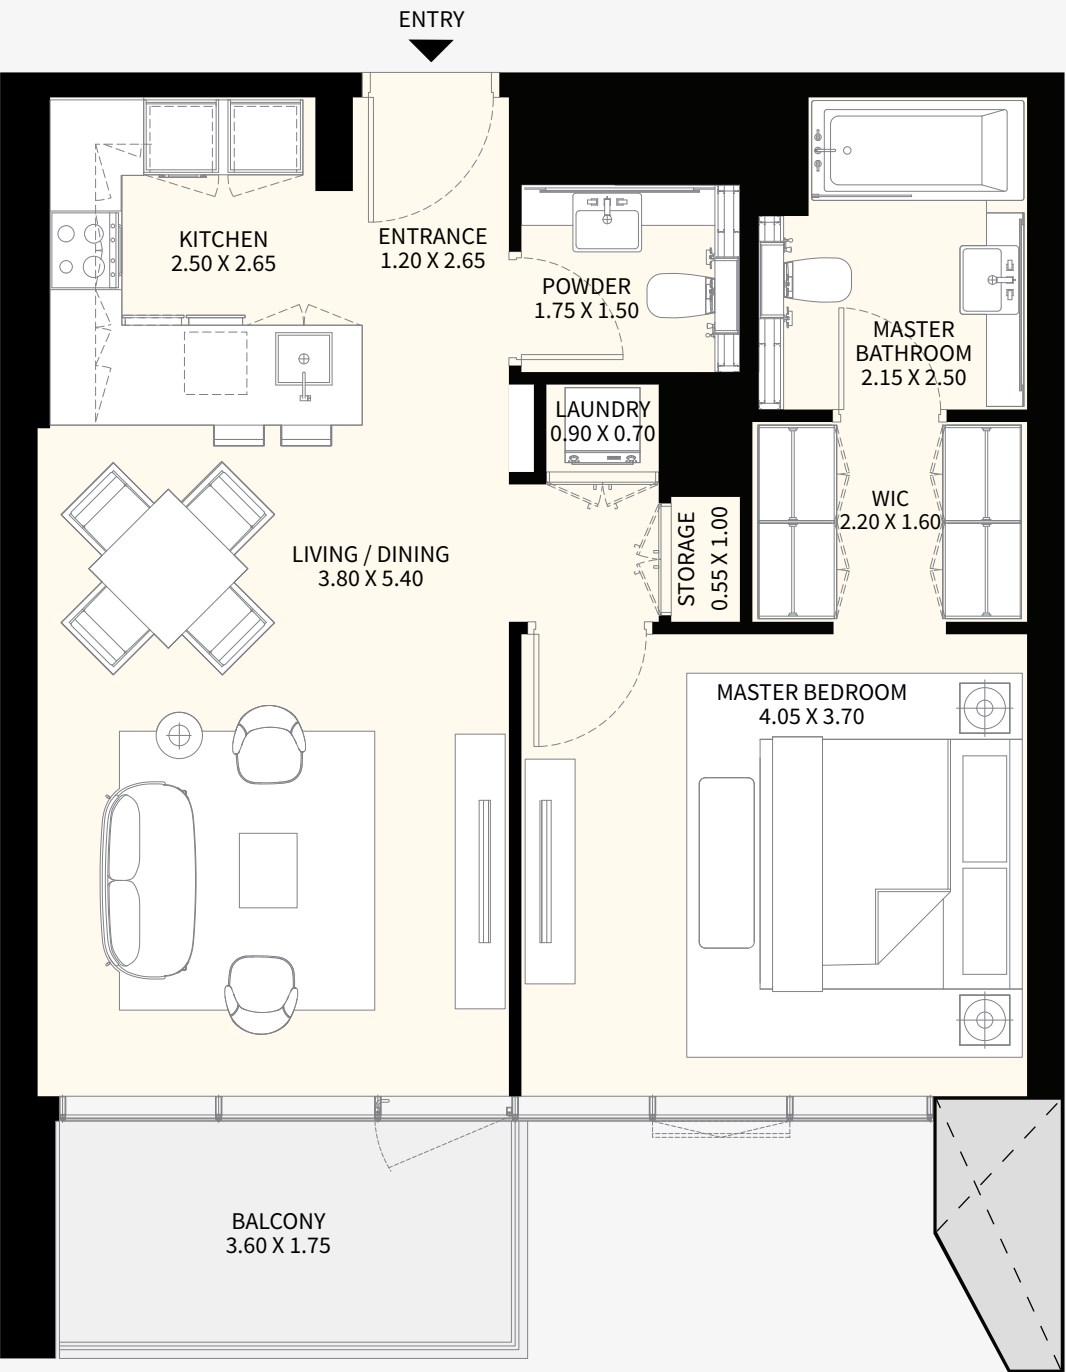 ENTRY
KITCHEN
2.50 X 2.65
ENTRANCE
1.20 X 2.65
POWDER
1.75 X 1.50
MASTER
BATHROOM
2.15 X 2.50
LAUNDRY
0.90 X 0.70
STORAGE
0.55 X 1.00
WIC
2.20 X 1.60
LIVING / DINING
3.80 X 5.40
MASTER BEDROOM
4.05 X 3.70
BALCONY
3.60 X 1.75